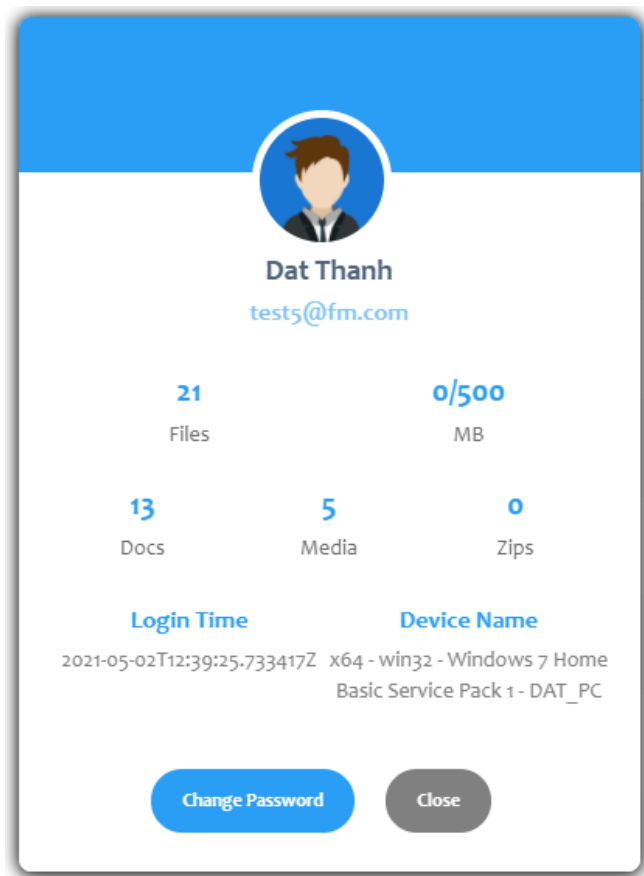 Dat Thanh
test5@fm.com
21 0/500
Files MB
13 5 0
Docs Media Zips
Login Time Device Name
2021-05-02T12:39:25.733417Z x64 - win32 - Windows 7 Home
Basic Service Pack 1 - DAT_PC
Change Password Close